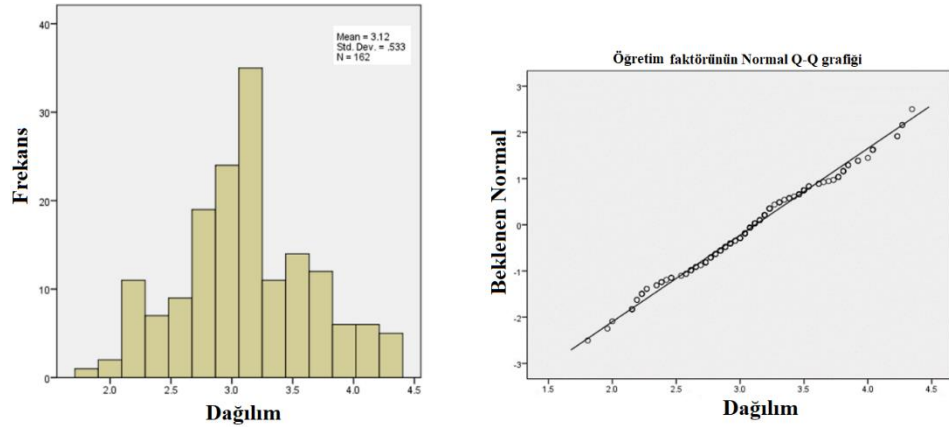 Mean = 3.12
Std. Dev. = .533
N = 162
40
30
20
10
0
Frekans
2.0 2.5 3.0 3.5 4.0 4.5
Dağılım
Öğretim faktörünün Normal Q-Q grafiği
3
2
1
0
-1
-2
-3
Beklenen Normal
1.5 2.0 2.5 3.0 3.5 4.0 4.5
Dağılım